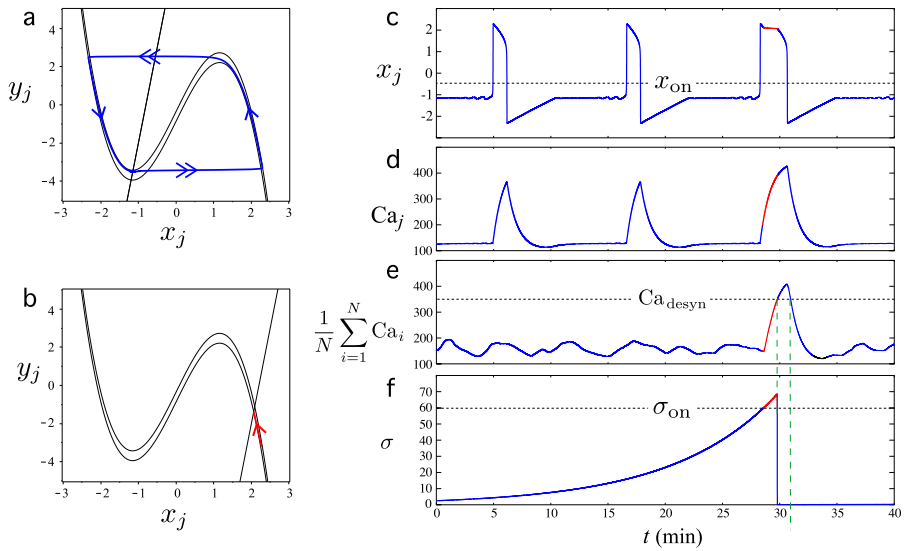 a
4
2
0
−2
−4
y_j
−3
−2
−1
0
1
2
3
x_j
b
4
2
0
−2
−4
y_j
−3
−2
−1
0
1
2
3
x_j
c
2
1
0
−1
−2
x_j
x_on
d
400
300
200
100
Ca_j
e
400
300
200
100
1/N ∑_{i=1}^{N} Ca_i
Ca_desyn
f
70
60
50
40
30
20
10
0
σ
σ_on
0 5 10 15 20 25 30 35 40
t (min)